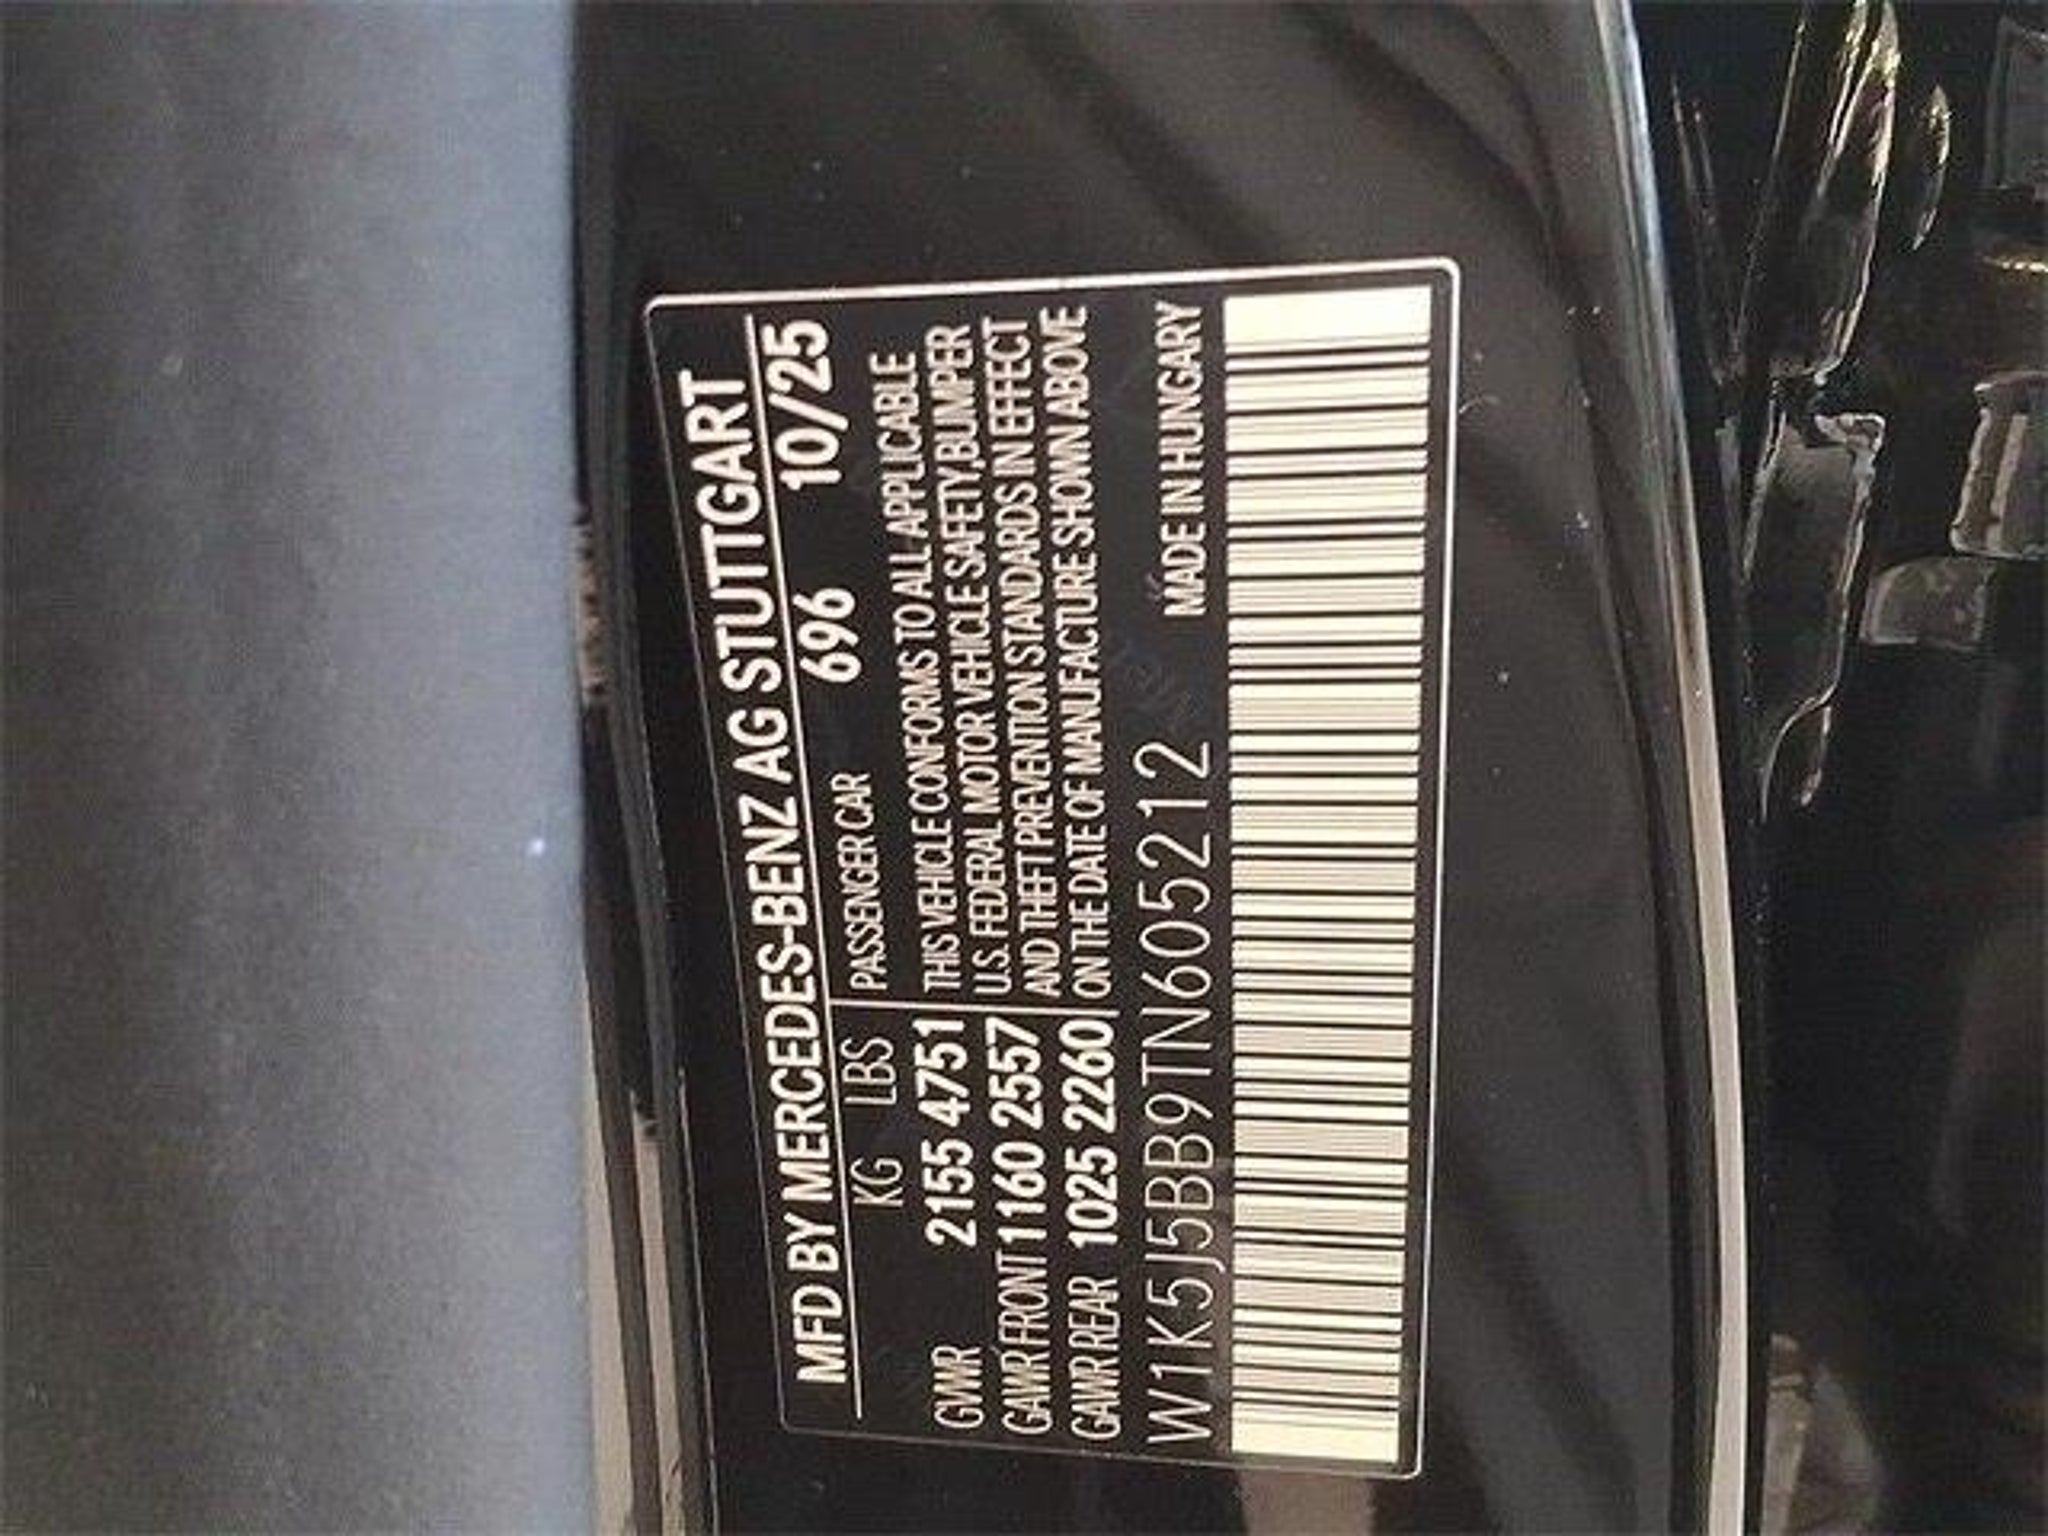 MFD BY MERCEDES-BENZ AG STUTTGART
KG LBS PASSENGER CAR 696 10/25
GVWR 2155 4751 THIS VEHICLE CONFORMS TO ALL APPLICABLE
GAWR FRONT 1160 2557 U.S. FEDERAL MOTOR VEHICLE SAFETY,BUMPER
AND THEFT PREVENTION STANDARDS IN EFFECT
GAWR REAR 1025 2260 ON THE DATE OF MANUFACTURE SHOWN ABOVE
W1K5J5BB9TN605212 MADE IN HUNGARY